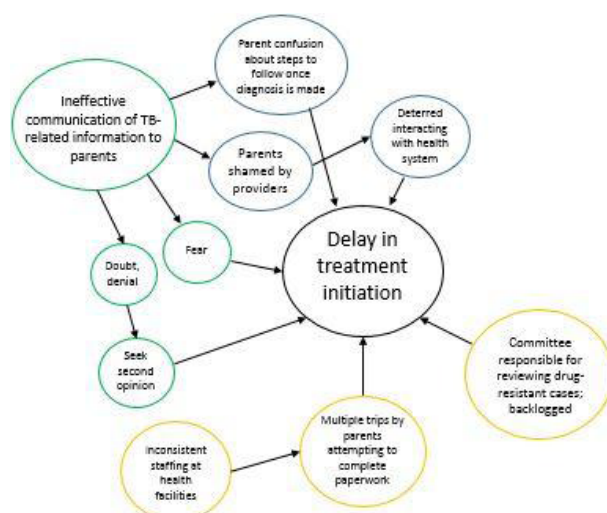 Parent confusion
about steps to
follow once
diagnosis is made
Ineffective
communication of TB-
related information to
parents
Deterred
interacting
with health
system
Parents
shamed by
providers
Fear
Delay in
treatment
initiation
Doubt,
denial
Seek
second
opinion
Committee
responsible for
reviewing drug-
resistant cases;
backlogged
Multiple trips by
parents
attempting to
complete
paperwork
Inconsistent
staffing at
health
facilities